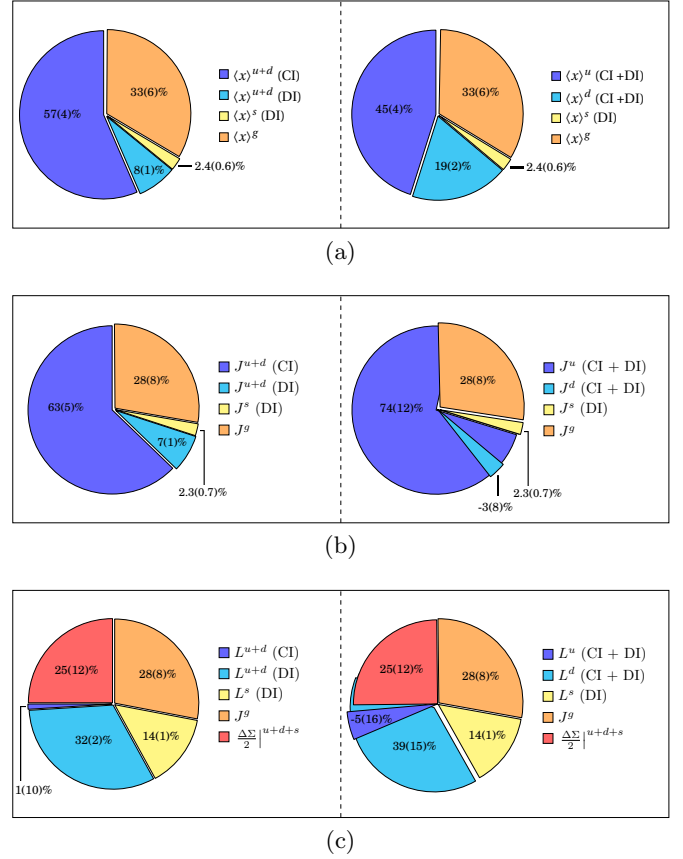 33(6)%
57(4)%
8(1)%
2.4(0.6)%
⟨x⟩^{u+d} (CI)
⟨x⟩^{u+d} (DI)
⟨x⟩^s (DI)
⟨x⟩^g
33(6)%
45(4)%
19(2)%
2.4(0.6)%
⟨x⟩^u (CI +DI)
⟨x⟩^d (CI +DI)
⟨x⟩^s (DI)
⟨x⟩^g
(a)
28(8)%
63(5)%
7(1)%
2.3(0.7)%
J^{u+d} (CI)
J^{u+d} (DI)
J^s (DI)
J^g
28(8)%
74(12)%
-3(8)%
2.3(0.7)%
J^u (CI + DI)
J^d (CI + DI)
J^s (DI)
J^g
(b)
25(12)%
28(8)%
14(1)%
32(2)%
1(10)%
L^{u+d} (CI)
L^{u+d} (DI)
L^s (DI)
J^g
ΔΣ/2|^{u+d+s}
25(12)%
28(8)%
-5(16)%
14(1)%
39(15)%
L^u (CI + DI)
L^d (CI + DI)
L^s (DI)
J^g
ΔΣ/2|^{u+d+s}
(c)